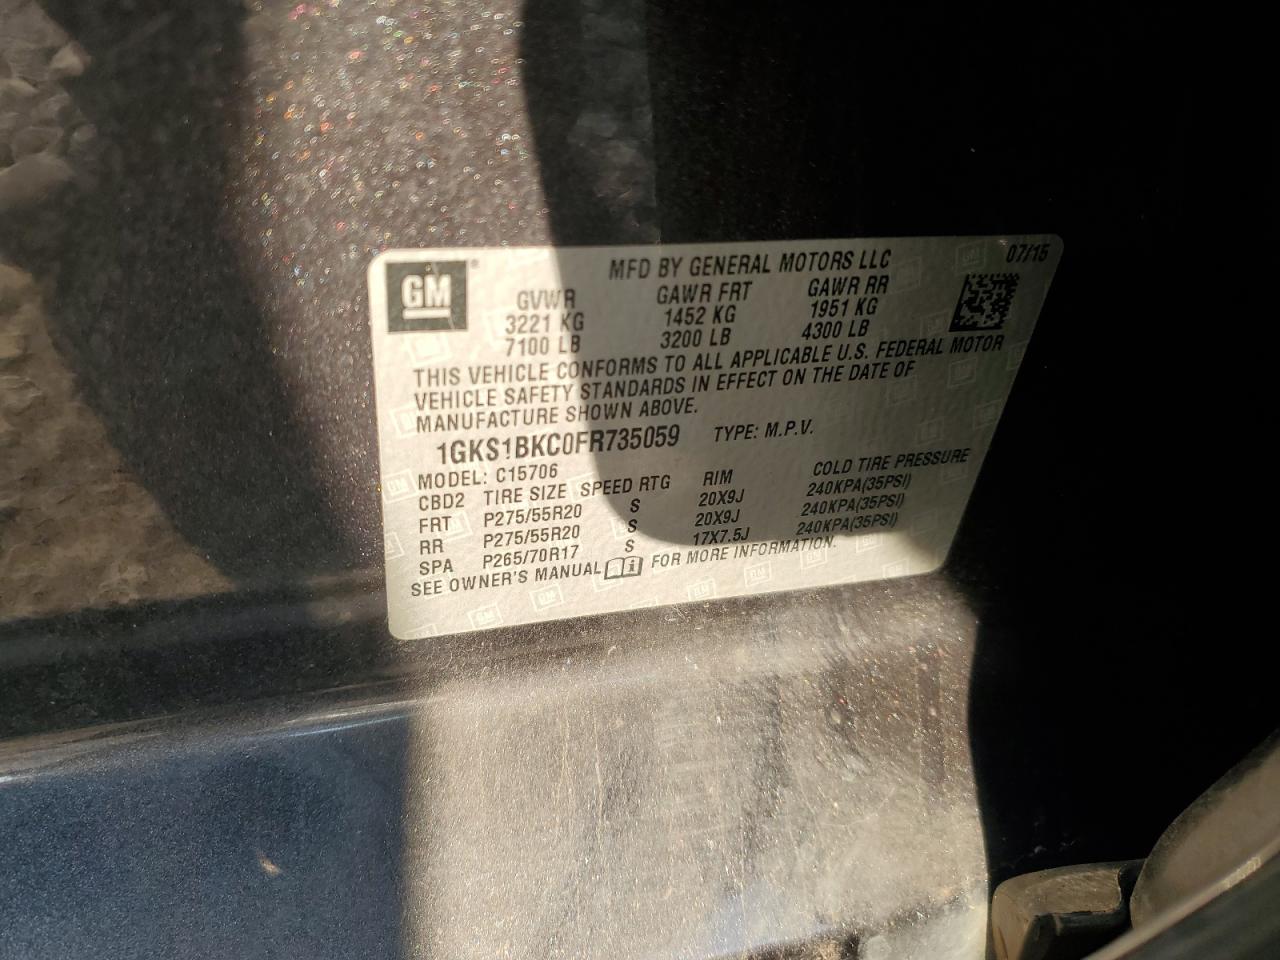 GM
MFD BY GENERAL MOTORS LLC 07/15
GVWR GAWR FRT GAWR RR
3221 KG 1452 KG 1951 KG
7100 LB 3200 LB 4300 LB
THIS VEHICLE CONFORMS TO ALL APPLICABLE U.S. FEDERAL MOTOR
VEHICLE SAFETY STANDARDS IN EFFECT ON THE DATE OF
MANUFACTURE SHOWN ABOVE.
1GKS1BKC0FR735059 TYPE: M.P.V.
MODEL: C15706
CBD2 TIRE SIZE SPEED RTG RIM COLD TIRE PRESSURE
FRT P275/55R20 S 20X9J 240KPA(35PSI)
RR P275/55R20 S 20X9J 240KPA(35PSI)
SPA P265/70R17 S 17X7.5J 240KPA(35PSI)
SEE OWNER'S MANUAL FOR MORE INFORMATION.